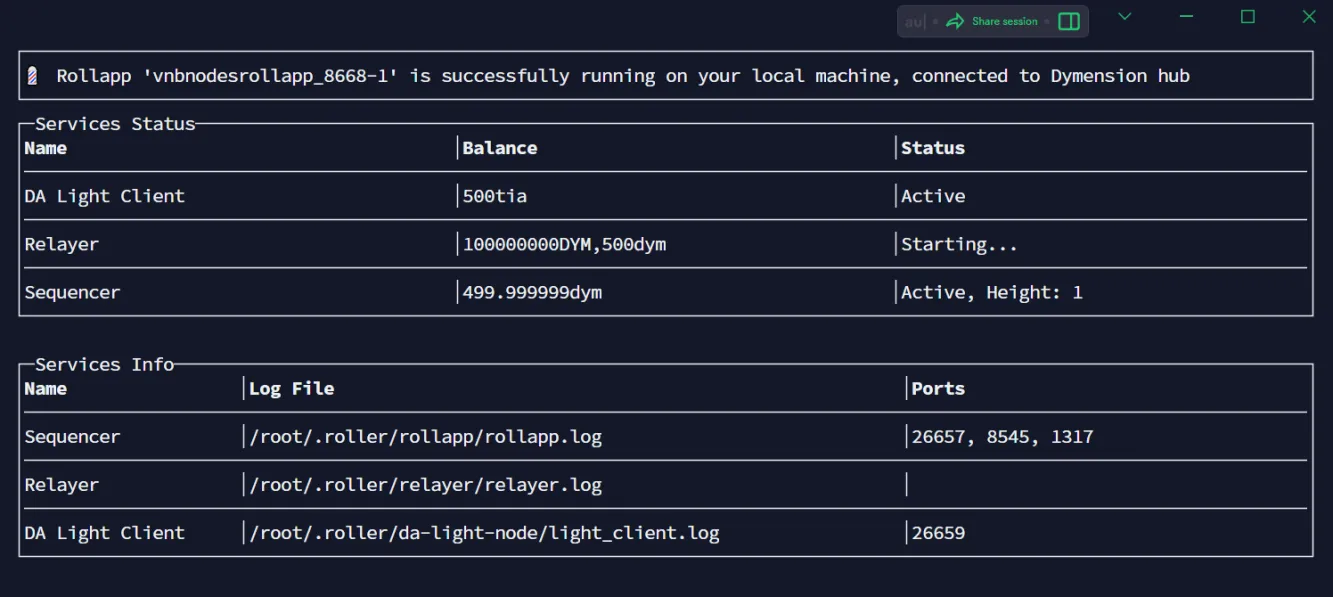 Share session
Rollapp 'vnbnodesrollapp_8668-1' is successfully running on your local machine, connected to Dymension hub
Services Status
Name Balance Status
DA Light Client 500tia Active
Relayer 100000000DYM,500dym Starting...
Sequencer 499.999999dym Active, Height: 1
Services Info
Name Log File Ports
Sequencer /root/.roller/rollapp/rollapp.log 26657, 8545, 1317
Relayer /root/.roller/relayer/relayer.log
DA Light Client /root/.roller/da-light-node/light_client.log 26659